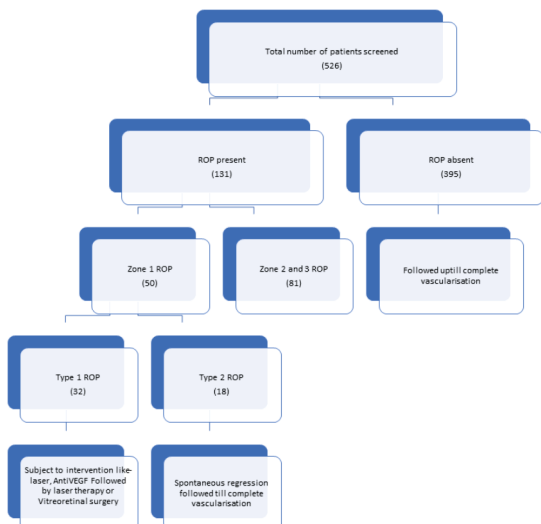 Total number of patients screened
(526)
ROP present
(131)
ROP absent
(395)
Zone 1 ROP
(50)
Zone 2 and 3 ROP
(81)
Followed uptill complete
vascularisation
Type 1 ROP
(32)
Type 2 ROP
(18)
Subject to intervention like-
laser, AntiVEGF Followed
by laser therapy or
Vitreoretinal surgery
Spontaneous regression
followed till complete
vascularisation